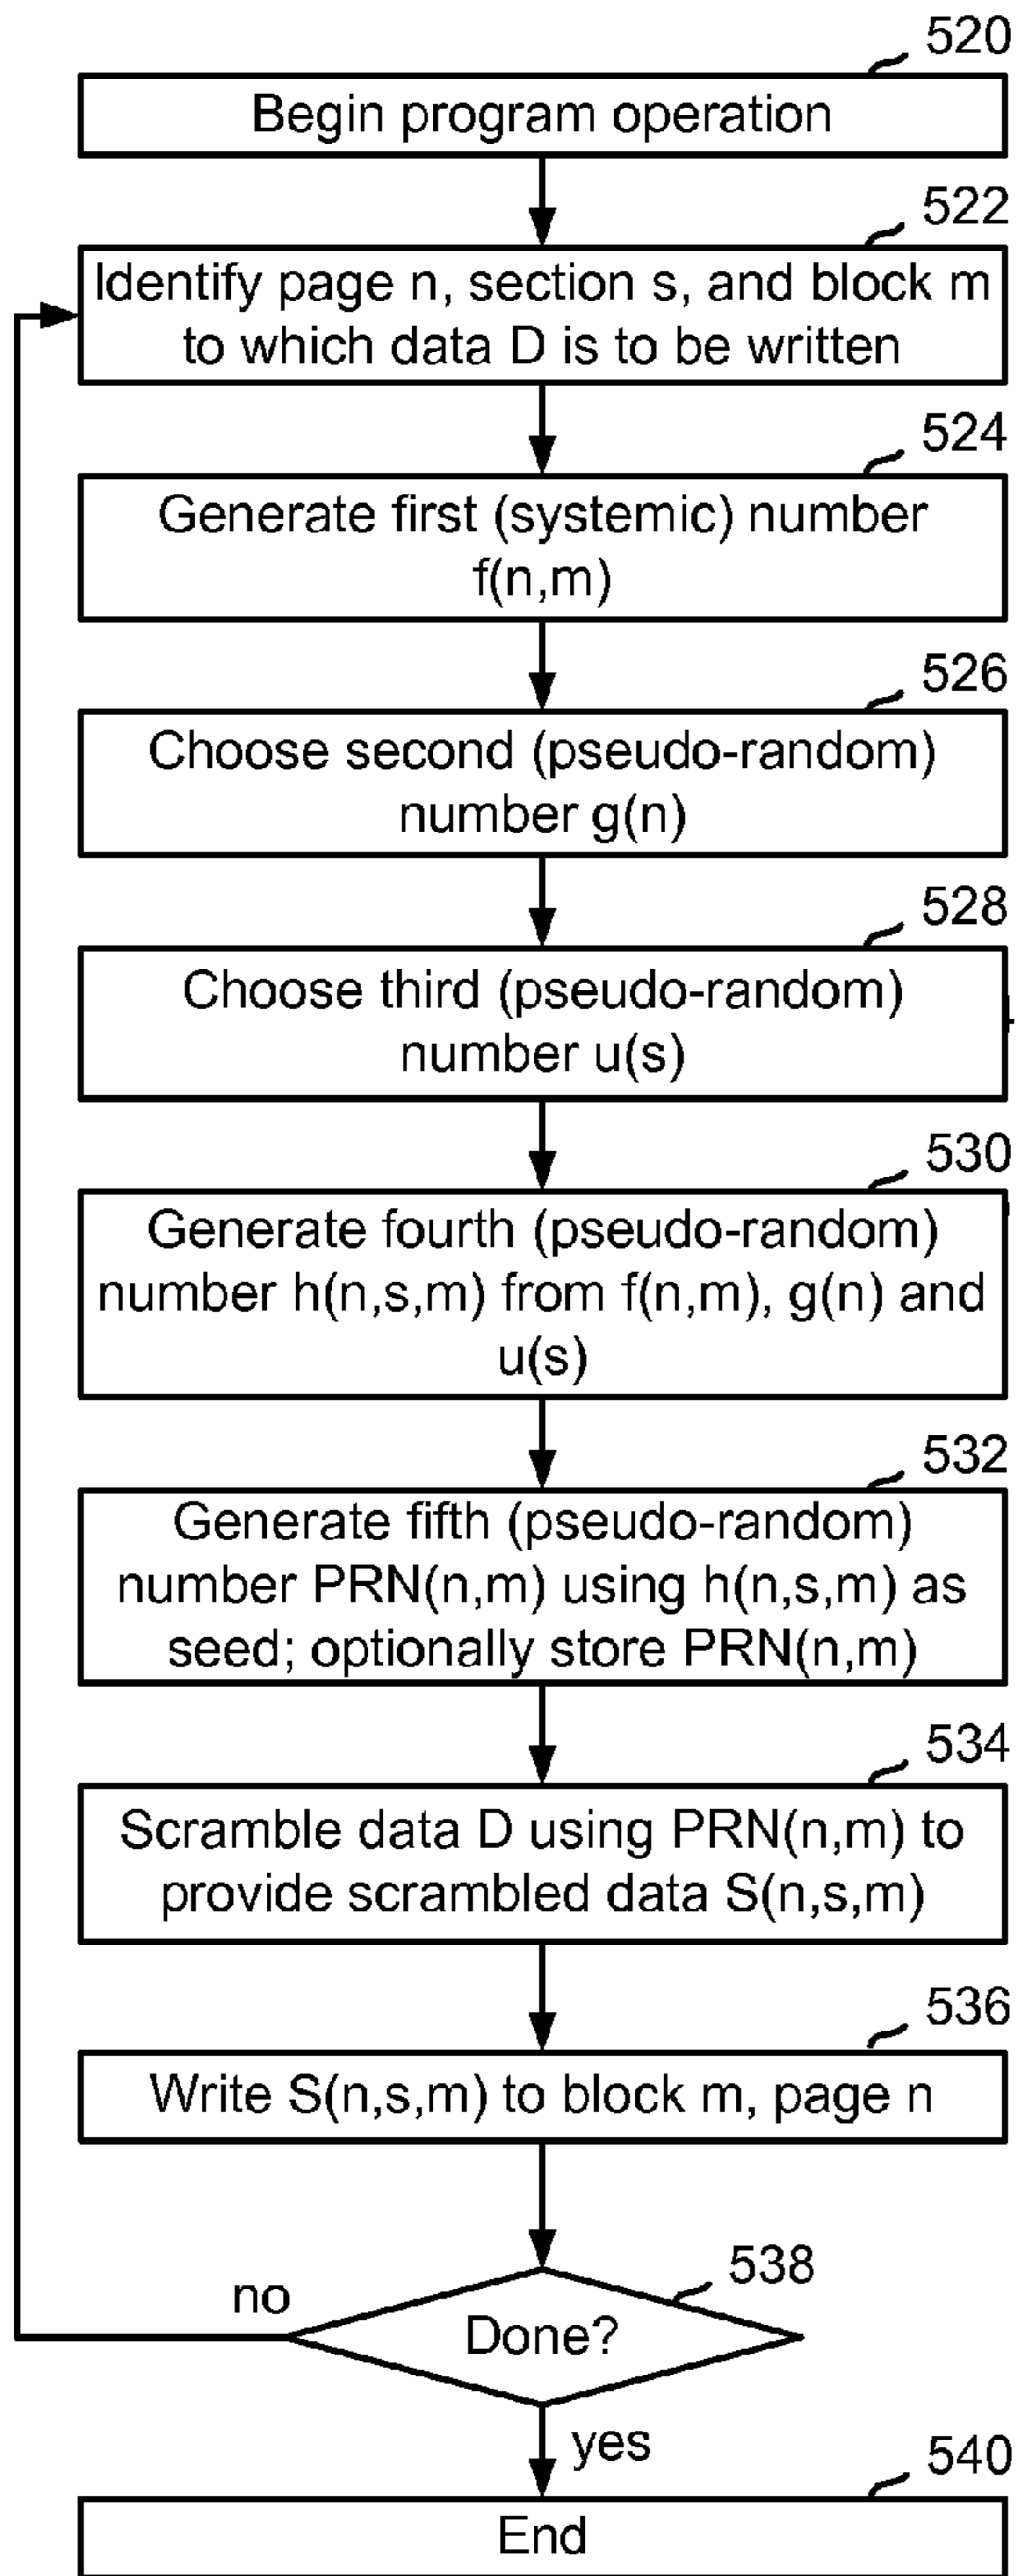 520
Begin program operation
522
Identify page n, section s, and block m
to which data D is to be written
524
Generate first (systemic) number
f(n,m)
526
Choose second (pseudo-random)
number g(n)
528
Choose third (pseudo-random)
number u(s)
530
Generate fourth (pseudo-random)
number h(n,s,m) from f(n,m), g(n) and
u(s)
532
Generate fifth (pseudo-random)
number PRN(n,m) using h(n,s,m) as
seed; optionally store PRN(n,m)
534
Scramble data D using PRN(n,m) to
provide scrambled data S(n,s,m)
536
Write S(n,s,m) to block m, page n
538
no
Done?
yes
540
End